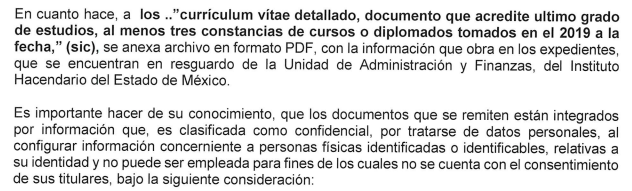 En cuanto hace, a los ..”currículum vítae detallado, documento que acredite ultimo grado
de estudios, al menos tres constancias de cursos o diplomados tomados en el 2019 a la
fecha,” (sic), se anexa archivo en formato PDF, con la información que obra en los expedientes,
que se encuentran en resguardo de la Unidad de Administración y Finanzas, del Instituto
Hacendario del Estado de México.
Es importante hacer de su conocimiento, que los documentos que se remiten están integrados
por información que, es clasificada como confidencial, por tratarse de datos personales, al
configurar información concerniente a personas físicas identificadas o identificables, relativas a
su identidad y no puede ser empleada para fines de los cuales no se cuenta con el consentimiento
de sus titulares, bajo la siguiente consideración: